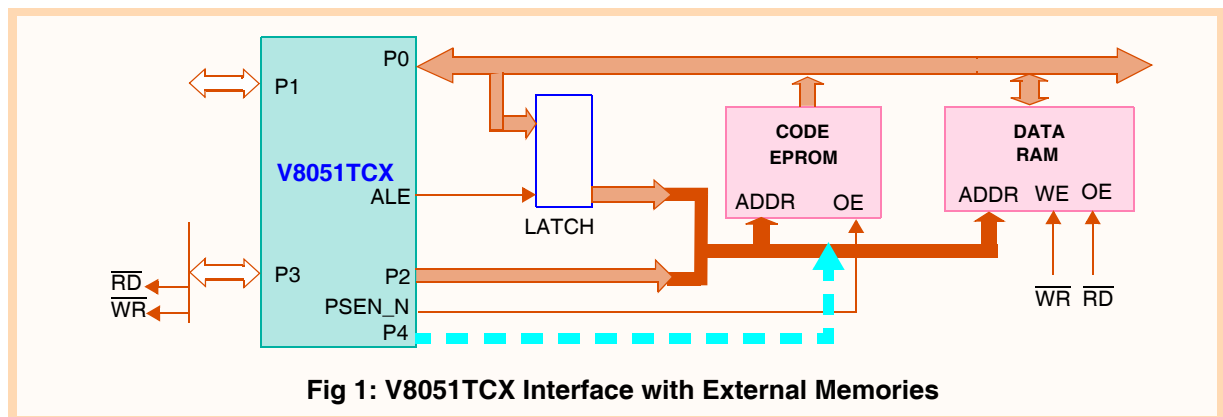 P0
P1
CODE
EPROM
DATA
RAM
V8051TCX
ALE
ADDR OE
ADDR WE OE
LATCH
P3
P2
RD
WR
PSEN_N
P4
WR RD
Fig 1: V8051TCX Interface with External Memories